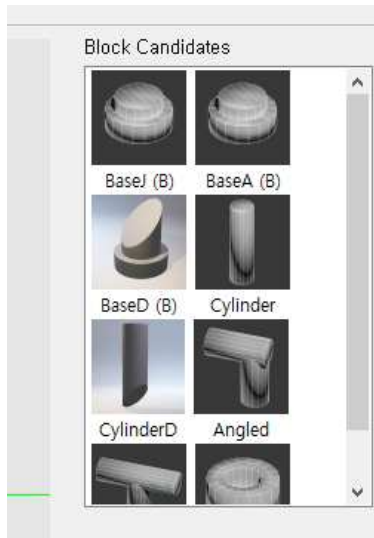 Block Candidates
BaseJ (B) BaseA (B)
BaseD (B) Cylinder
CylinderD Angled